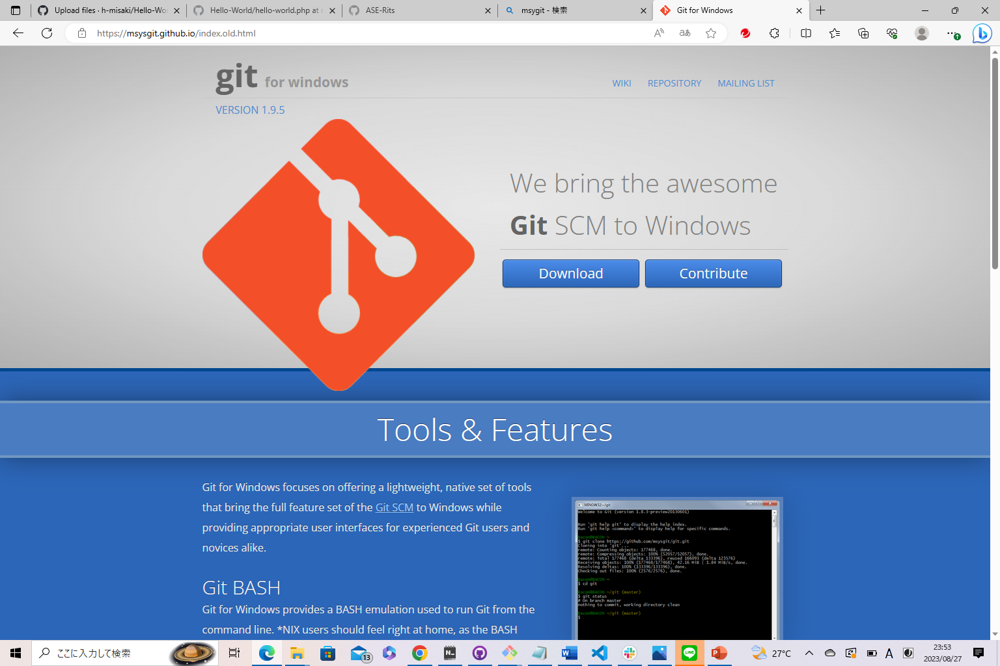 Upload files · h-misaki/Hello-Wo
Hello-World/hello-world.php at
ASE-Rits
msygit - 検索
Git for Windows
https://msysgit.github.io/index.old.html
git for windows
WIKI REPOSITORY MAILING LIST
VERSION 1.9.5
We bring the awesome
Git SCM to Windows
Download Contribute
Tools & Features
Git for Windows focuses on offering a lightweight, native set of tools
that bring the full feature set of the Git SCM to Windows while
providing appropriate user interfaces for experienced Git users and
novices alike.
Git BASH
Git for Windows provides a BASH emulation used to run Git from the
command line. *NIX users should feel right at home, as the BASH
MINGW32:~/git
Welcome to Git (version 1.8.3-preview20130601)
Run 'git help git' to display the help index.
Run 'git help <command>' to display help for specific commands.
Bacon@BACON ~
$ git clone https://github.com/msysgit/git.git
Cloning into 'git'...
remote: Counting objects: 177468, done.
remote: Compressing objects: 100% (52057/52057), done.
remote: Total 177468 (delta 133396), reused 166093 (delta 123576)
Receiving objects: 100% (177468/177468), 42.16 MiB | 1.84 MiB/s, done.
Resolving deltas: 100% (133396/133396), done.
Checking out files: 100% (2576/2576), done.
Bacon@BACON ~
$ cd git
Bacon@BACON ~/git (master)
$ git status
# On branch master
nothing to commit, working directory clean
Bacon@BACON ~/git (master)
$
ここに入力して検索
13
27°C
A
23:53
2023/08/27